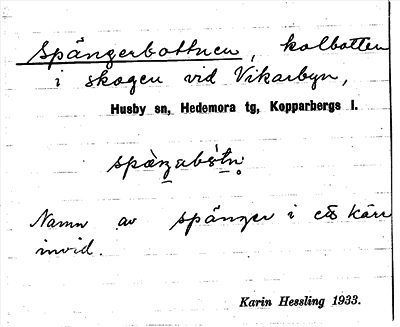 Spångerbottnen, kolbotten
i skogen vid Vikarbyn,
Husby sn, Hedemora tg, Kopparbergs l.
Namn av spånger i ett kärr
invid.
Karin Hessling 1933.